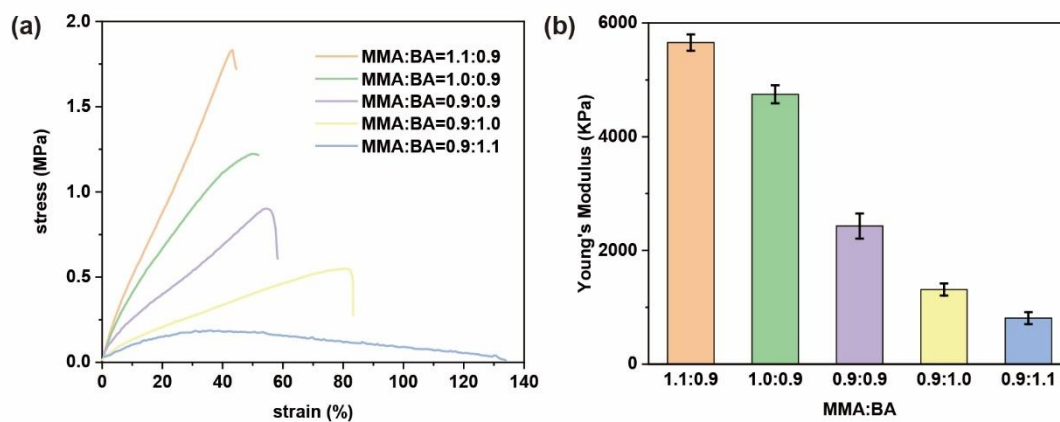 (a)
2.0
1.5
1.0
0.5
0.0
stress (MPa)
MMA:BA=1.1:0.9
MMA:BA=1.0:0.9
MMA:BA=0.9:0.9
MMA:BA=0.9:1.0
MMA:BA=0.9:1.1
0 20 40 60 80 100 120 140
strain (%)
(b)
6000
4000
2000
0
Young's Modulus (KPa)
1.1:0.9 1.0:0.9 0.9:0.9 0.9:1.0 0.9:1.1
MMA:BA